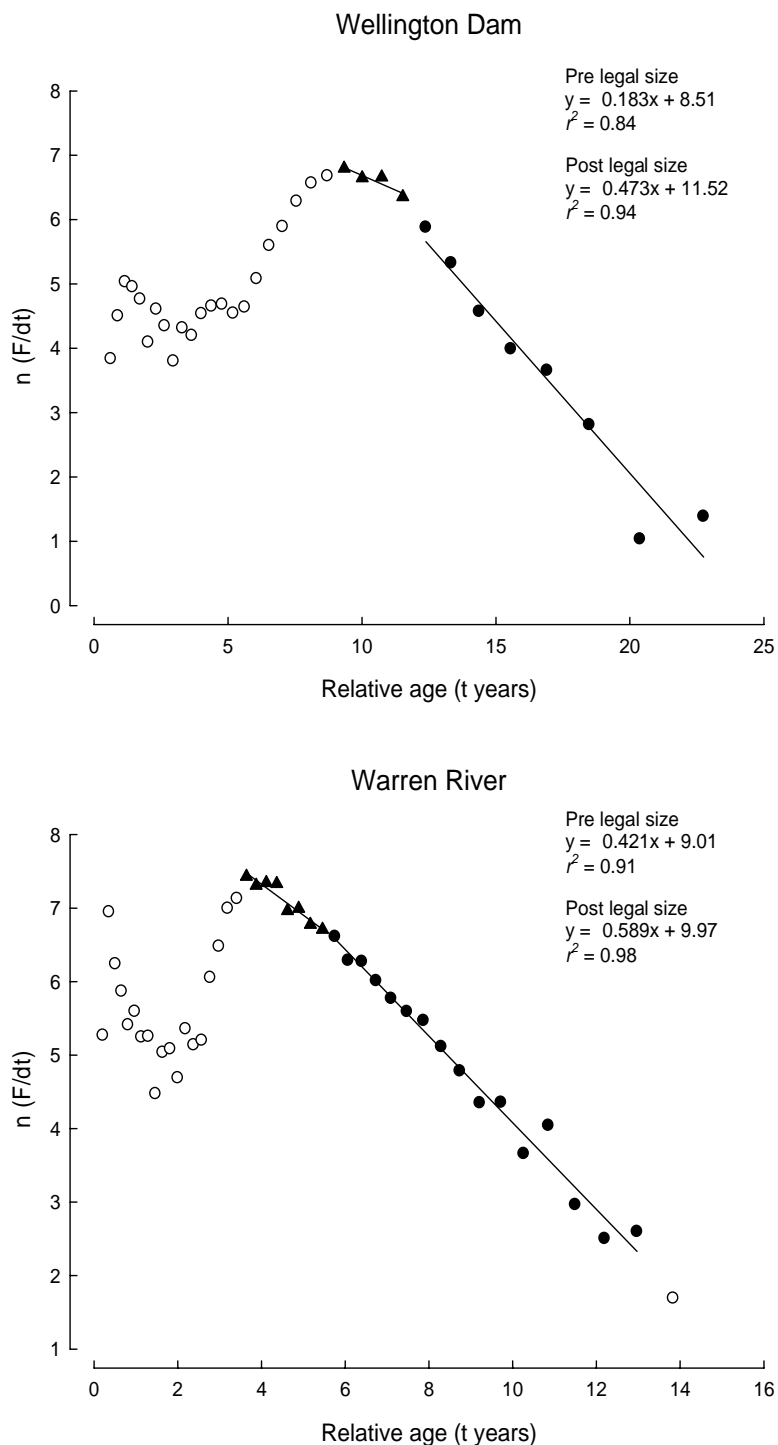 Wellington Dam
Pre legal size
y = 0.183x + 8.51
r² = 0.84
Post legal size
y = 0.473x + 11.52
r² = 0.94
8
7
6
5
4
3
2
1
0
n (F/dt)
0 5 10 15 20 25
Relative age (t years)
Warren River
Pre legal size
y = 0.421x + 9.01
r² = 0.91
Post legal size
y = 0.589x + 9.97
r² = 0.98
8
7
6
5
4
3
2
1
n (F/dt)
0 2 4 6 8 10 12 14 16
Relative age (t years)